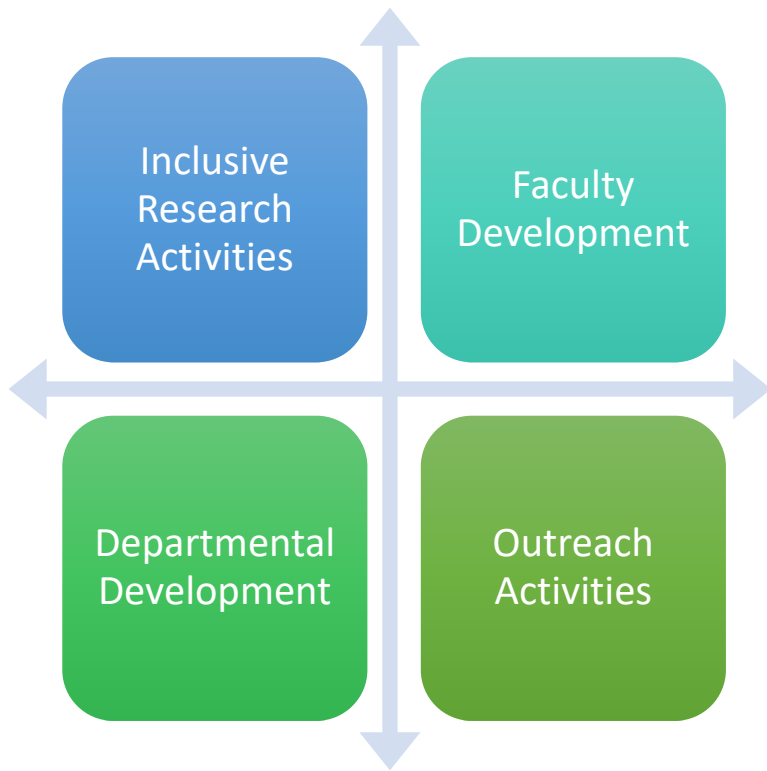 Inclusive
Research
Activities
Faculty
Development
Departmental
Development
Outreach
Activities